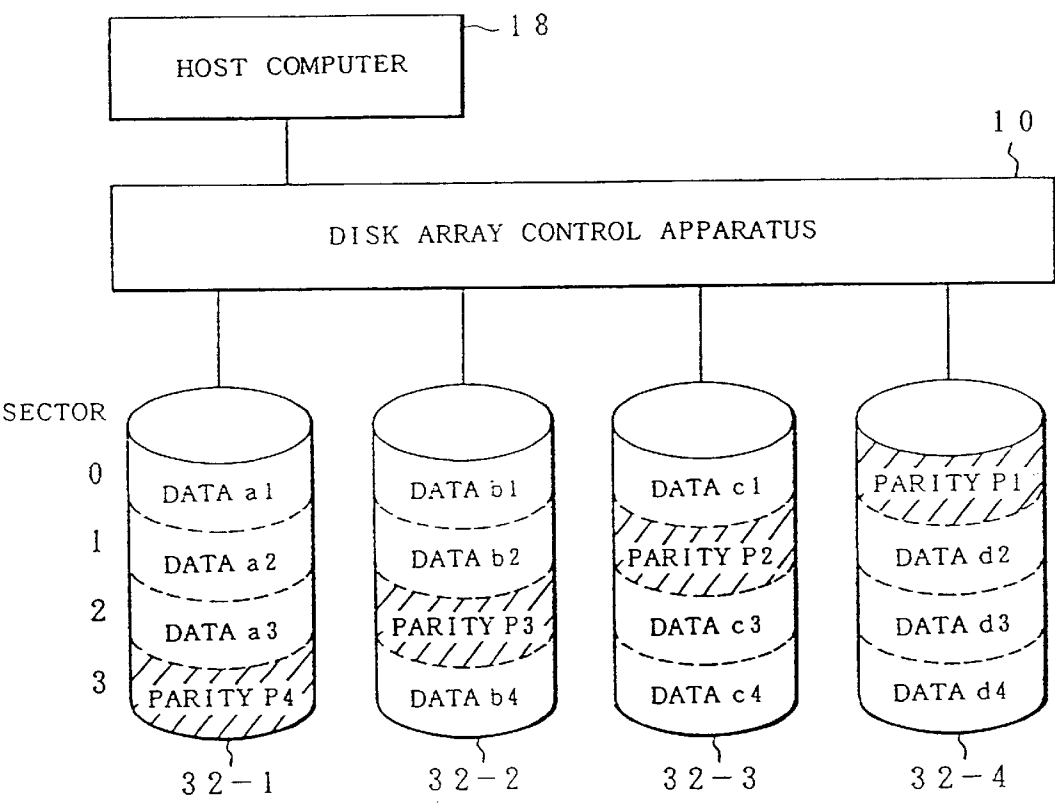 18
HOST COMPUTER
10
DISK ARRAY CONTROL APPARATUS
SECTOR
0
DATA a1
DATA b1
DATA c1
PARITY P1
1
DATA a2
DATA b2
PARITY P2
DATA d2
2
DATA a3
PARITY P3
DATA c3
DATA d3
3
PARITY P4
DATA b4
DATA c4
DATA d4
32-1
32-2
32-3
32-4